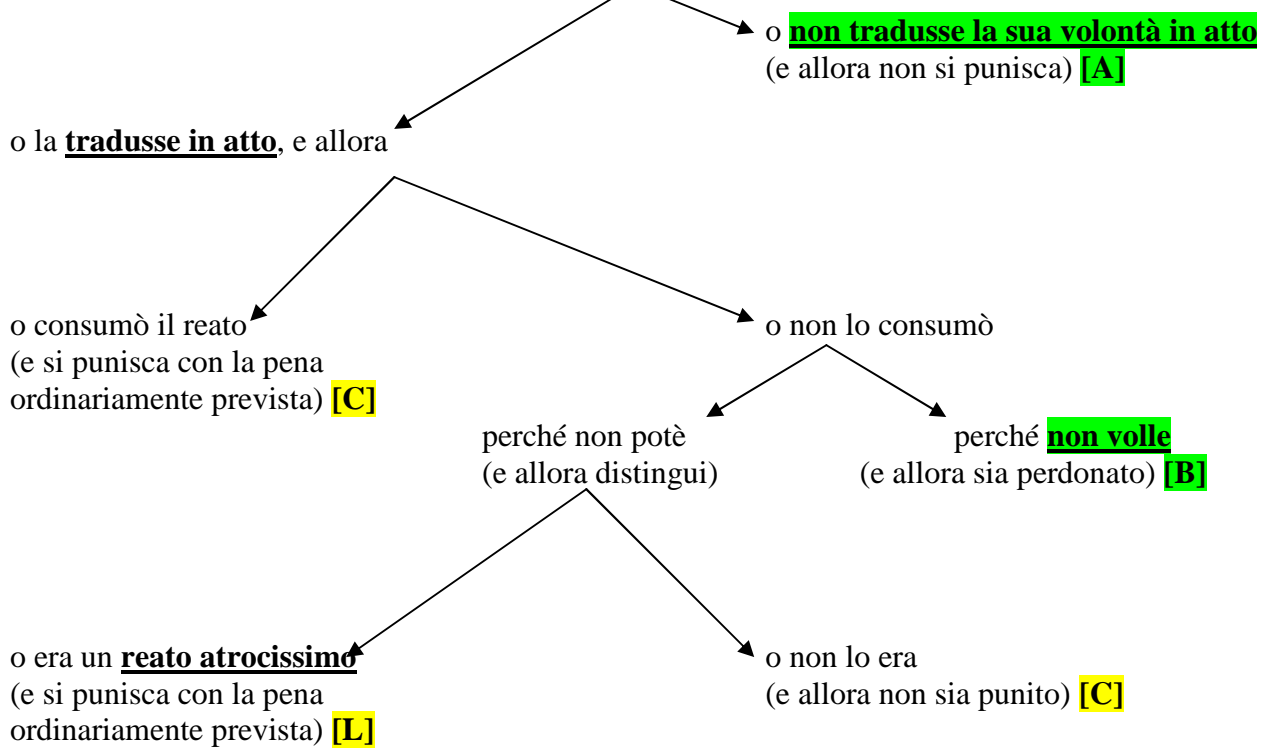 o non tradusse la sua volontà in atto
(e allora non si punisca) [A]
o la tradusse in atto, e allora
o consumò il reato
(e si punisca con la pena
ordinariamente prevista) [C]
o non lo consumò
perché non potè
(e allora distingui)
perché non volle
(e allora sia perdonato) [B]
o era un reato atrocissimo
(e si punisca con la pena
ordinariamente prevista) [L]
o non lo era
(e allora non sia punito) [C]